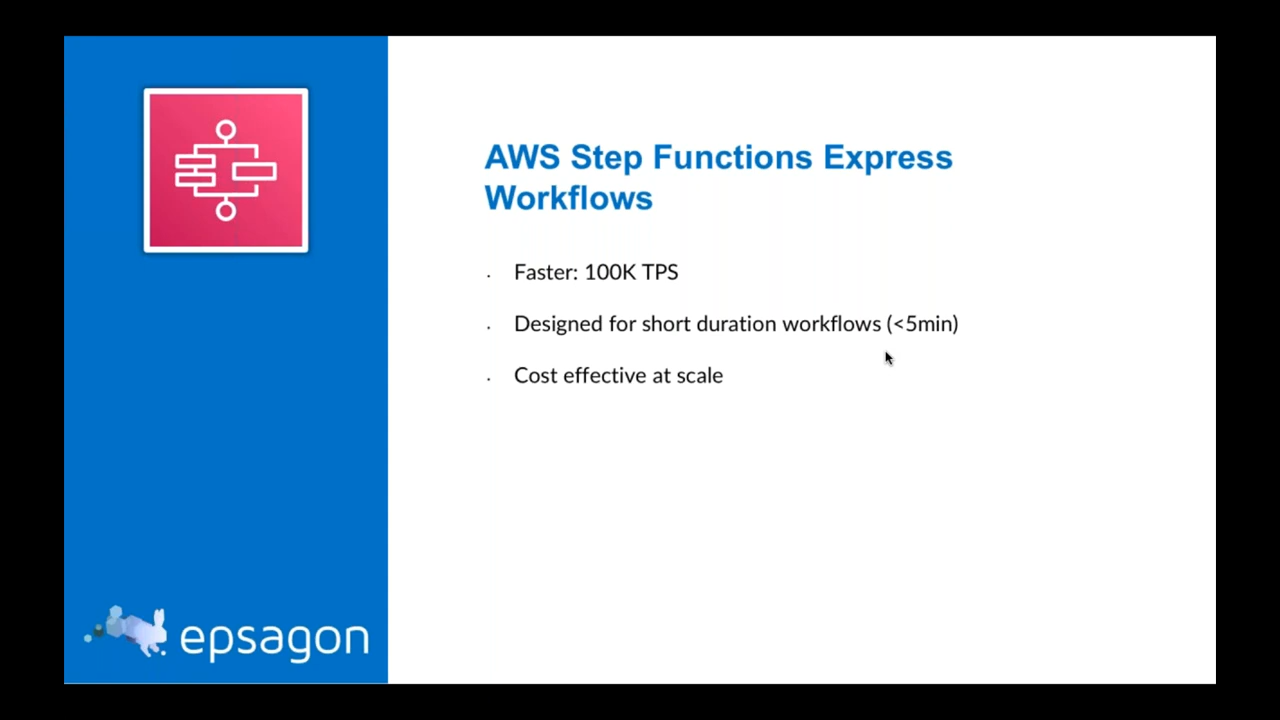 AWS Step Functions Express
Workflows
· Faster: 100K TPS
· Designed for short duration workflows (<5min)
· Cost effective at scale
epsagon